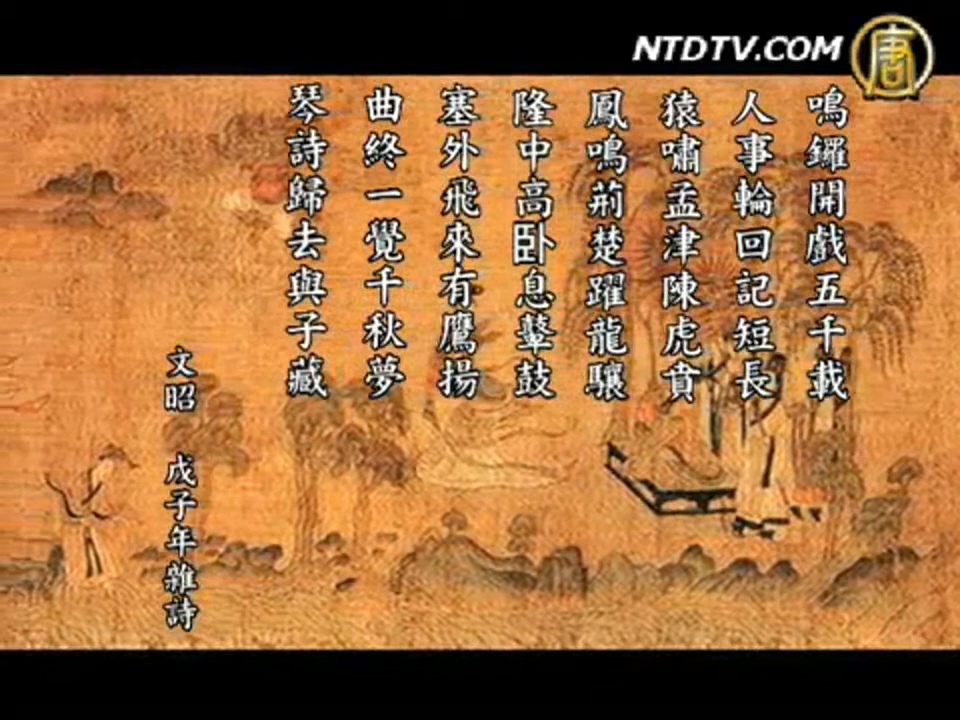 NTDTV.COM
唐
鳴鑼開戲五千載
人事輪回記短長
猿嘯孟津陳虎賁
鳳鳴荊楚躍龍驤
隆中高臥息鼙鼓
塞外飛來有鷹揚
曲終一覺千秋夢
琴詩歸去與子藏
文昭 戊子年雜詩